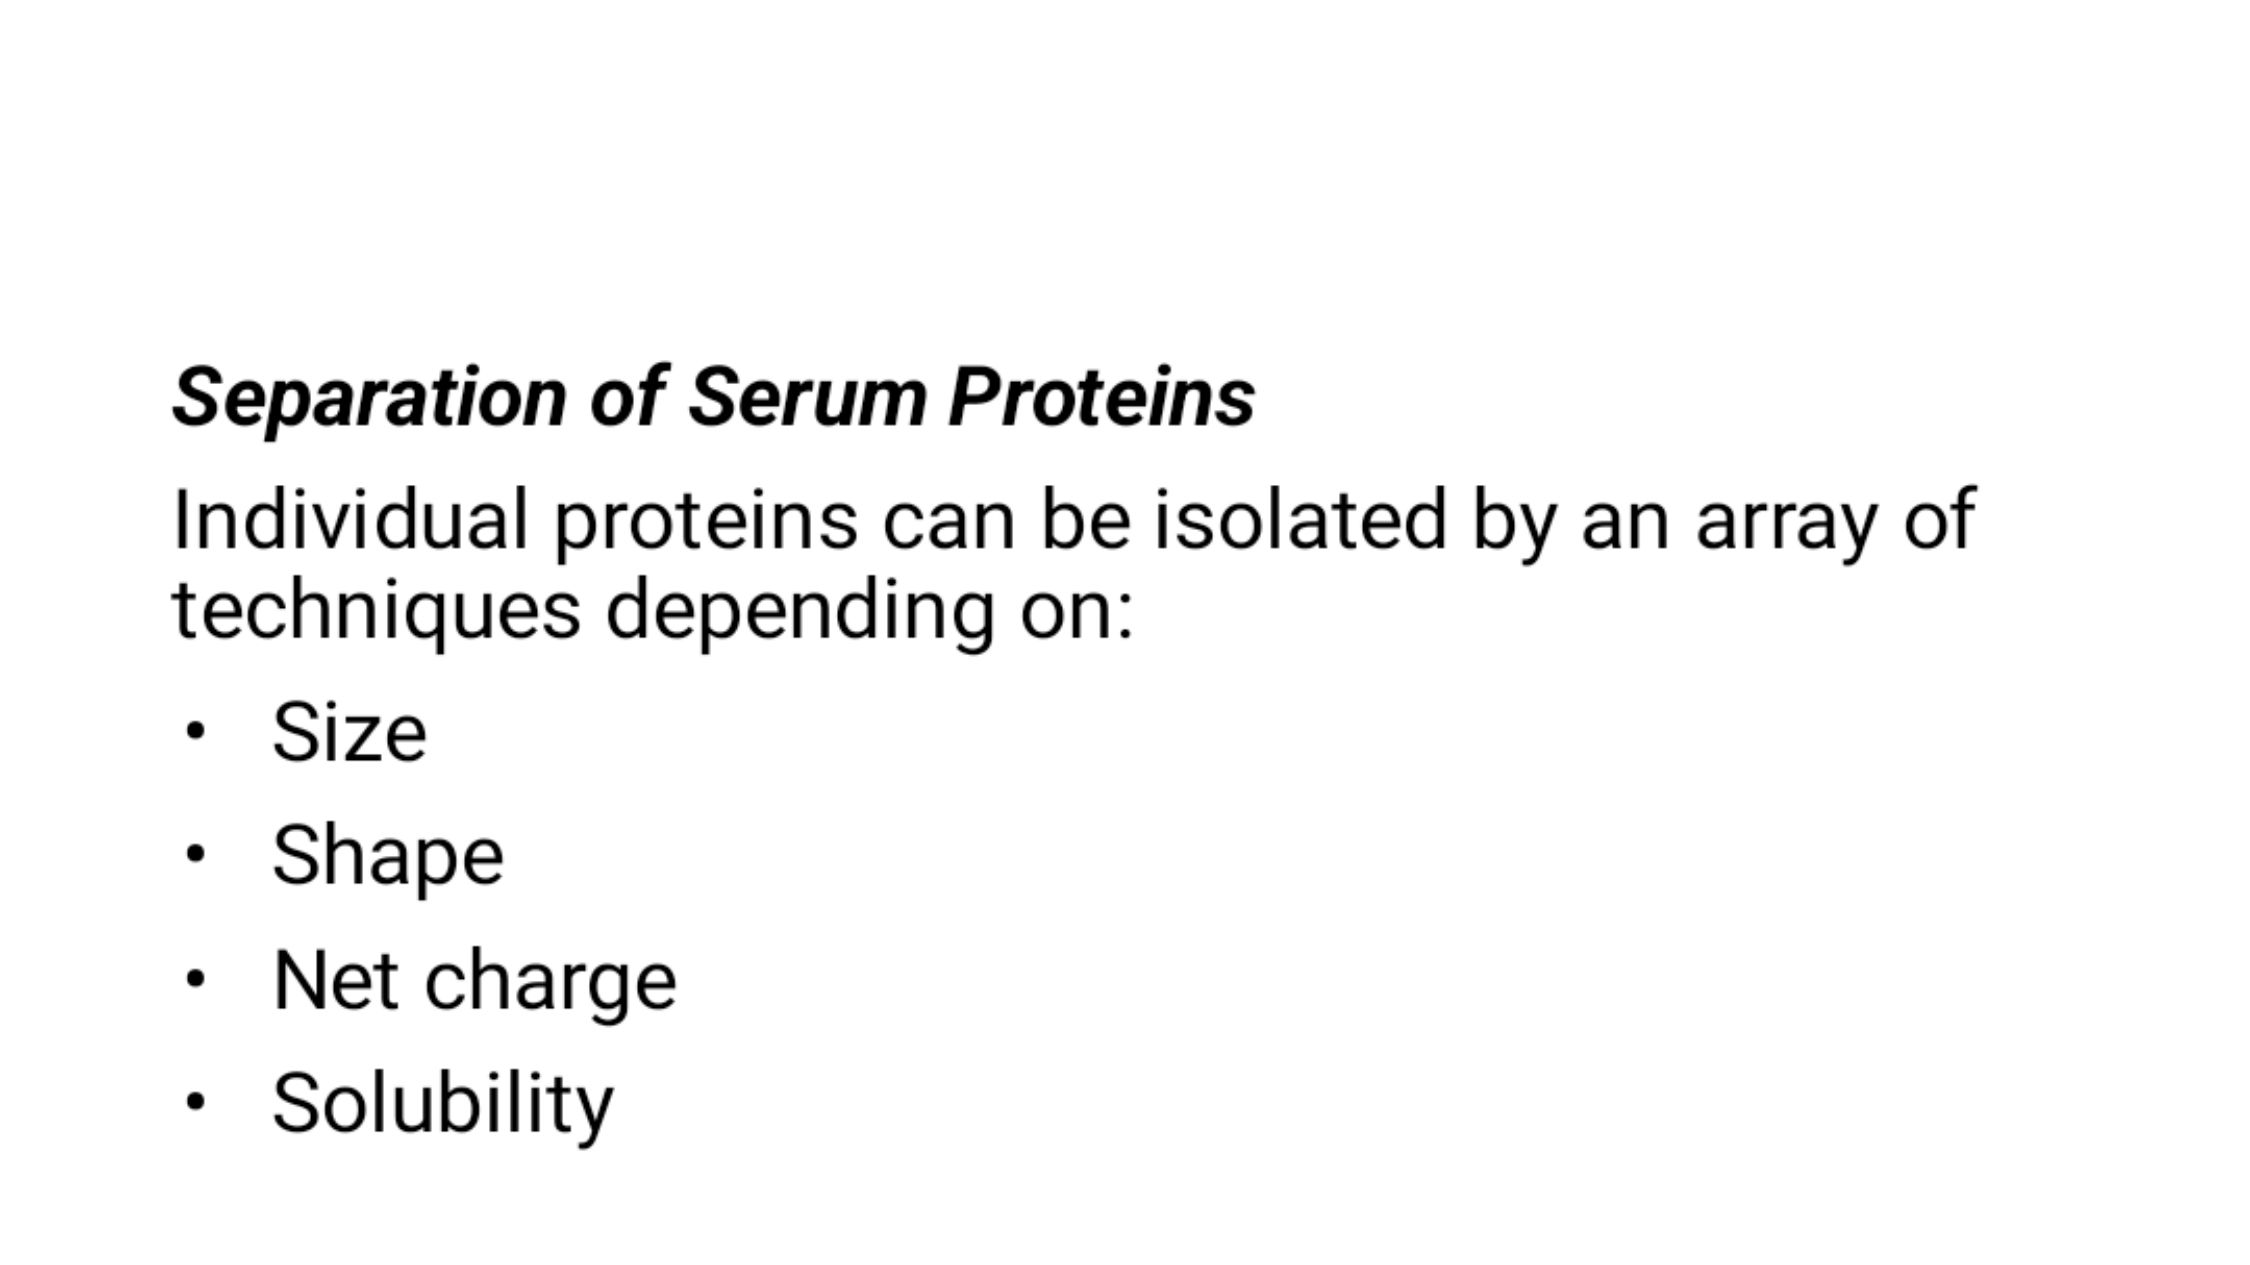 Separation of Serum Proteins
Individual proteins can be isolated by an array of
techniques depending on:
• Size
• Shape
• Net charge
• Solubility